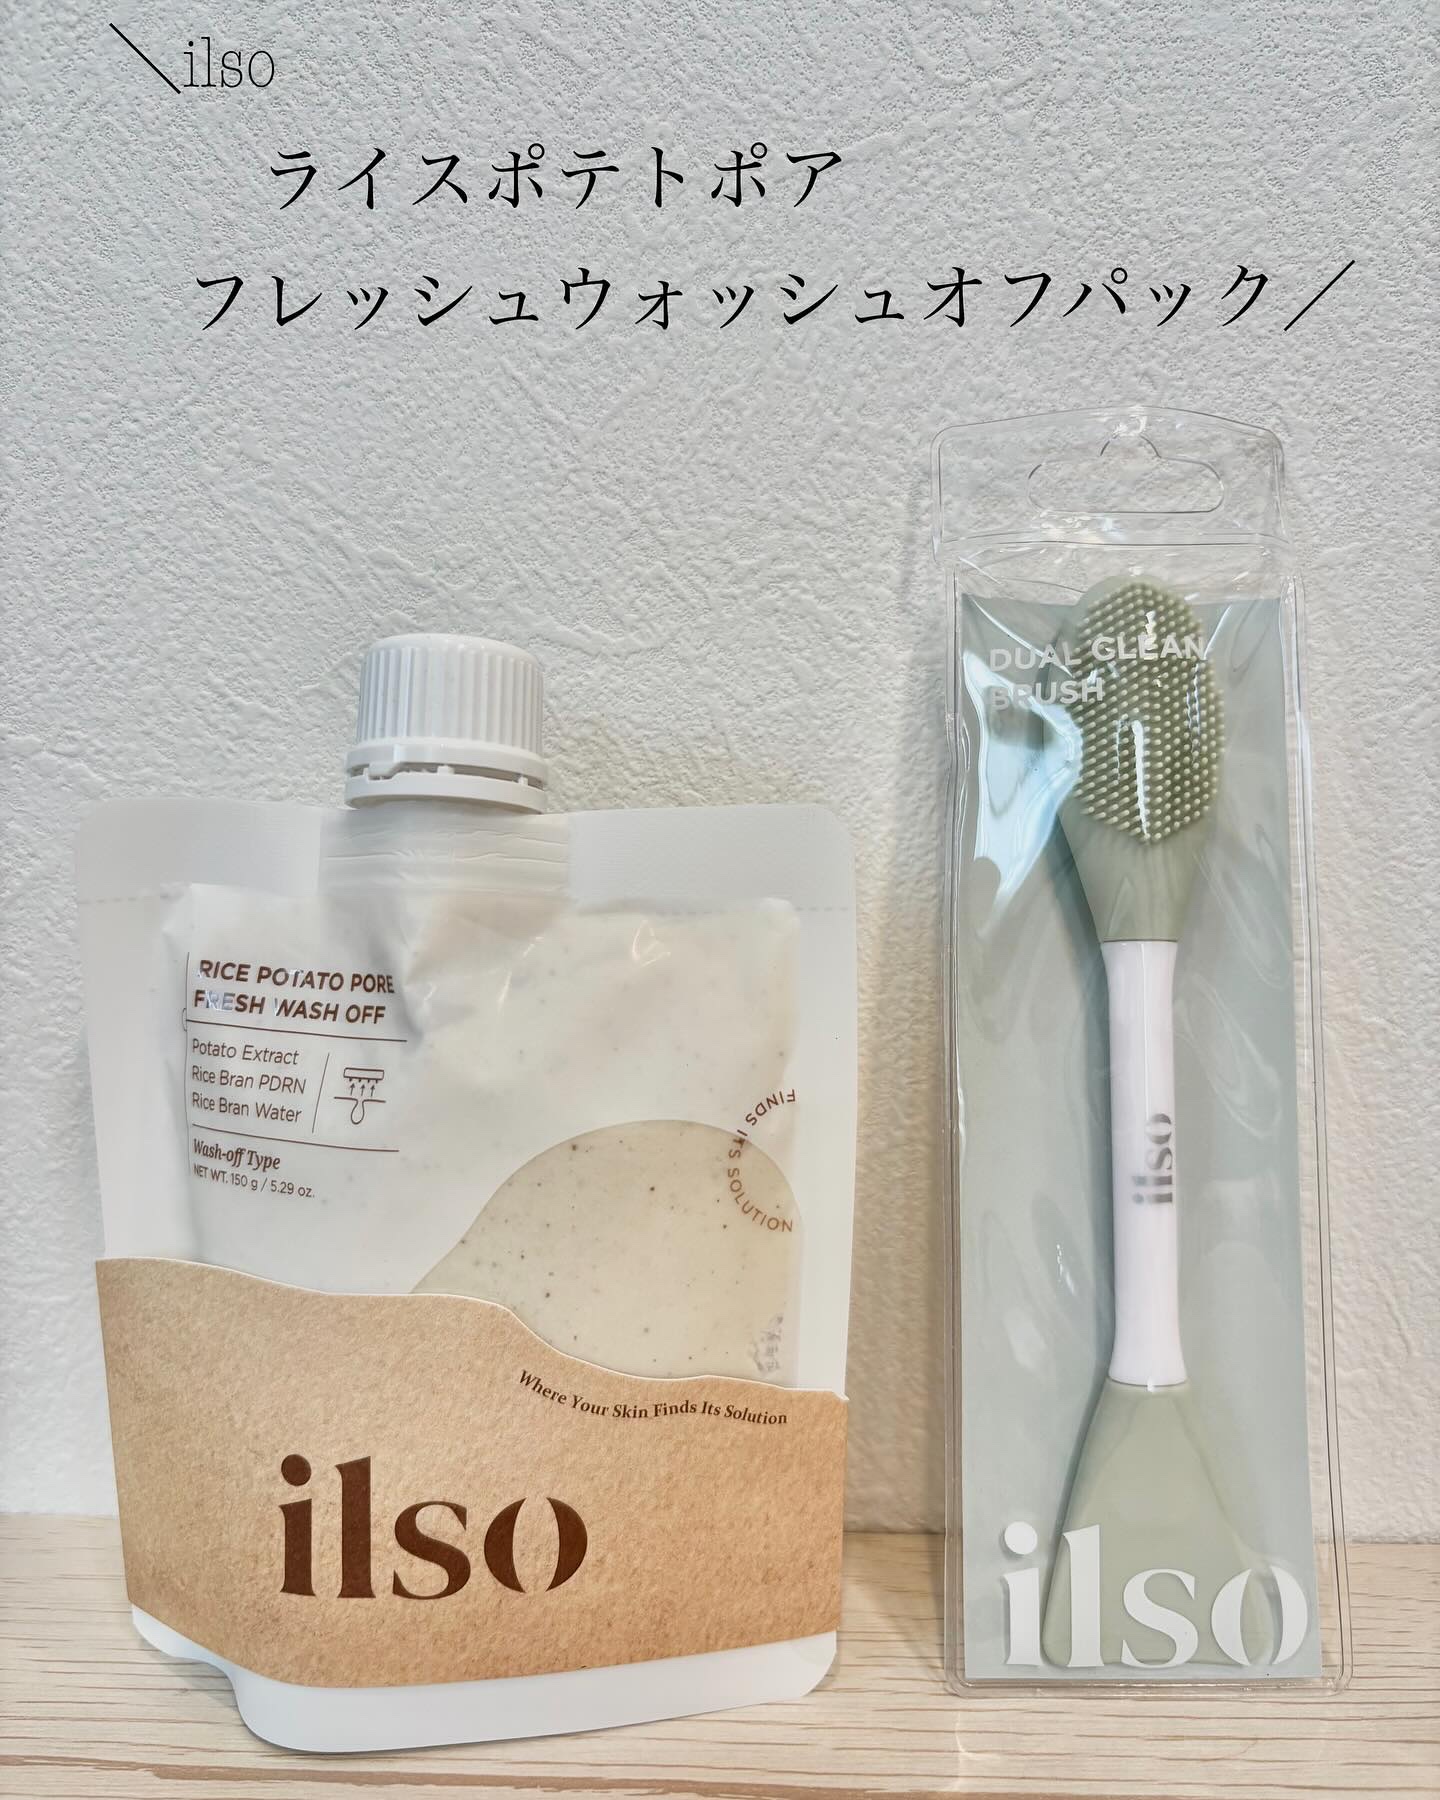 ＼ilso
ライスポテトポア
フレッシュウォッシュオフパック／
DUAL CLEAN
BRUSH
RICE POTATO PORE
FRESH WASH OFF
Potato Extract
Rice Bran PDRN
Rice Bran Water
Wash-off Type
NET WT. 150 g / 5.29 oz.
FINDS ITS SOLUTION
Where Your Skin Finds Its Solution
ilso
ilso
ilso